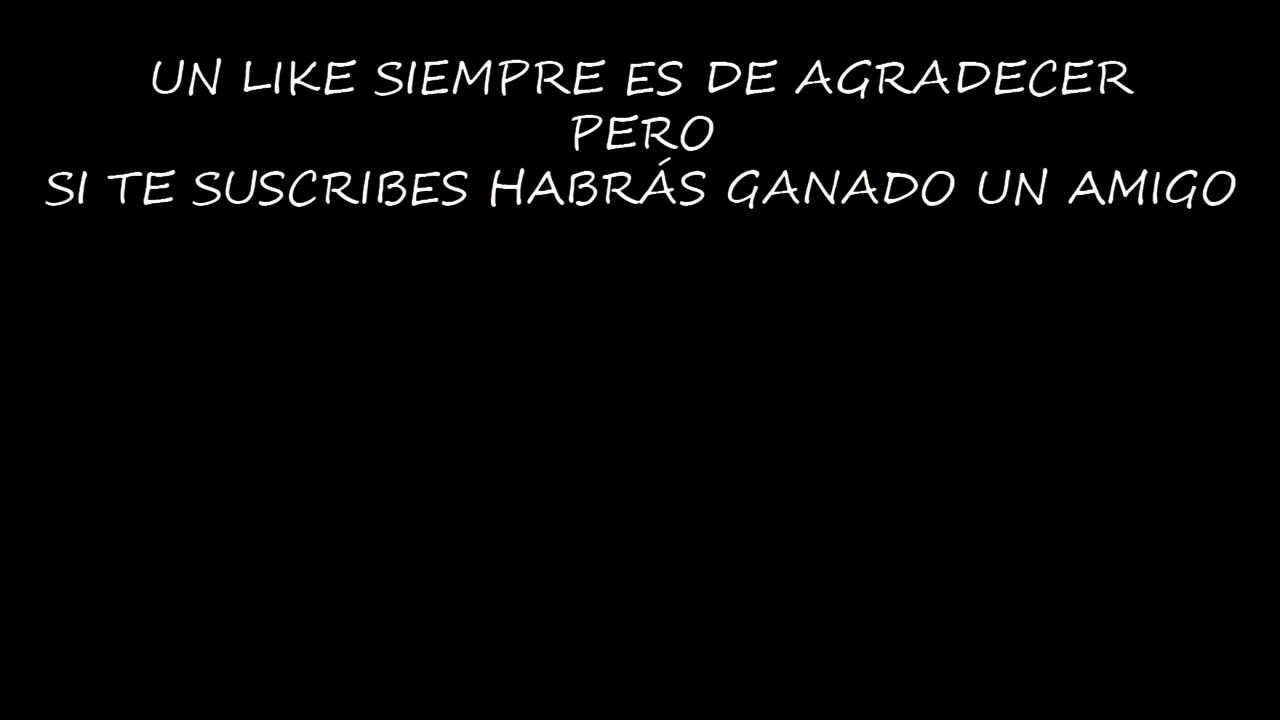 UN LIKE SIEMPRE ES DE AGRADECER
PERO
SI TE SUSCRIBES HABRÁS GANADO UN AMIGO